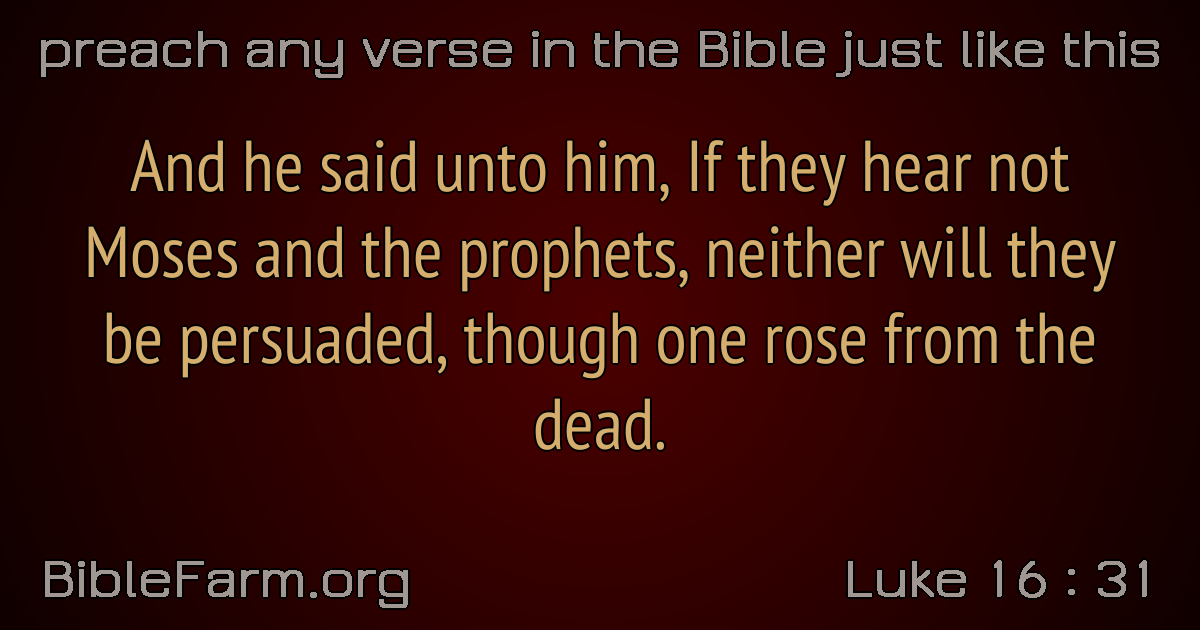 preach any verse in the Bible just like this
And he said unto him, If they hear not
Moses and the prophets, neither will they
be persuaded, though one rose from the
dead.
BibleFarm.org
Luke 16 : 31